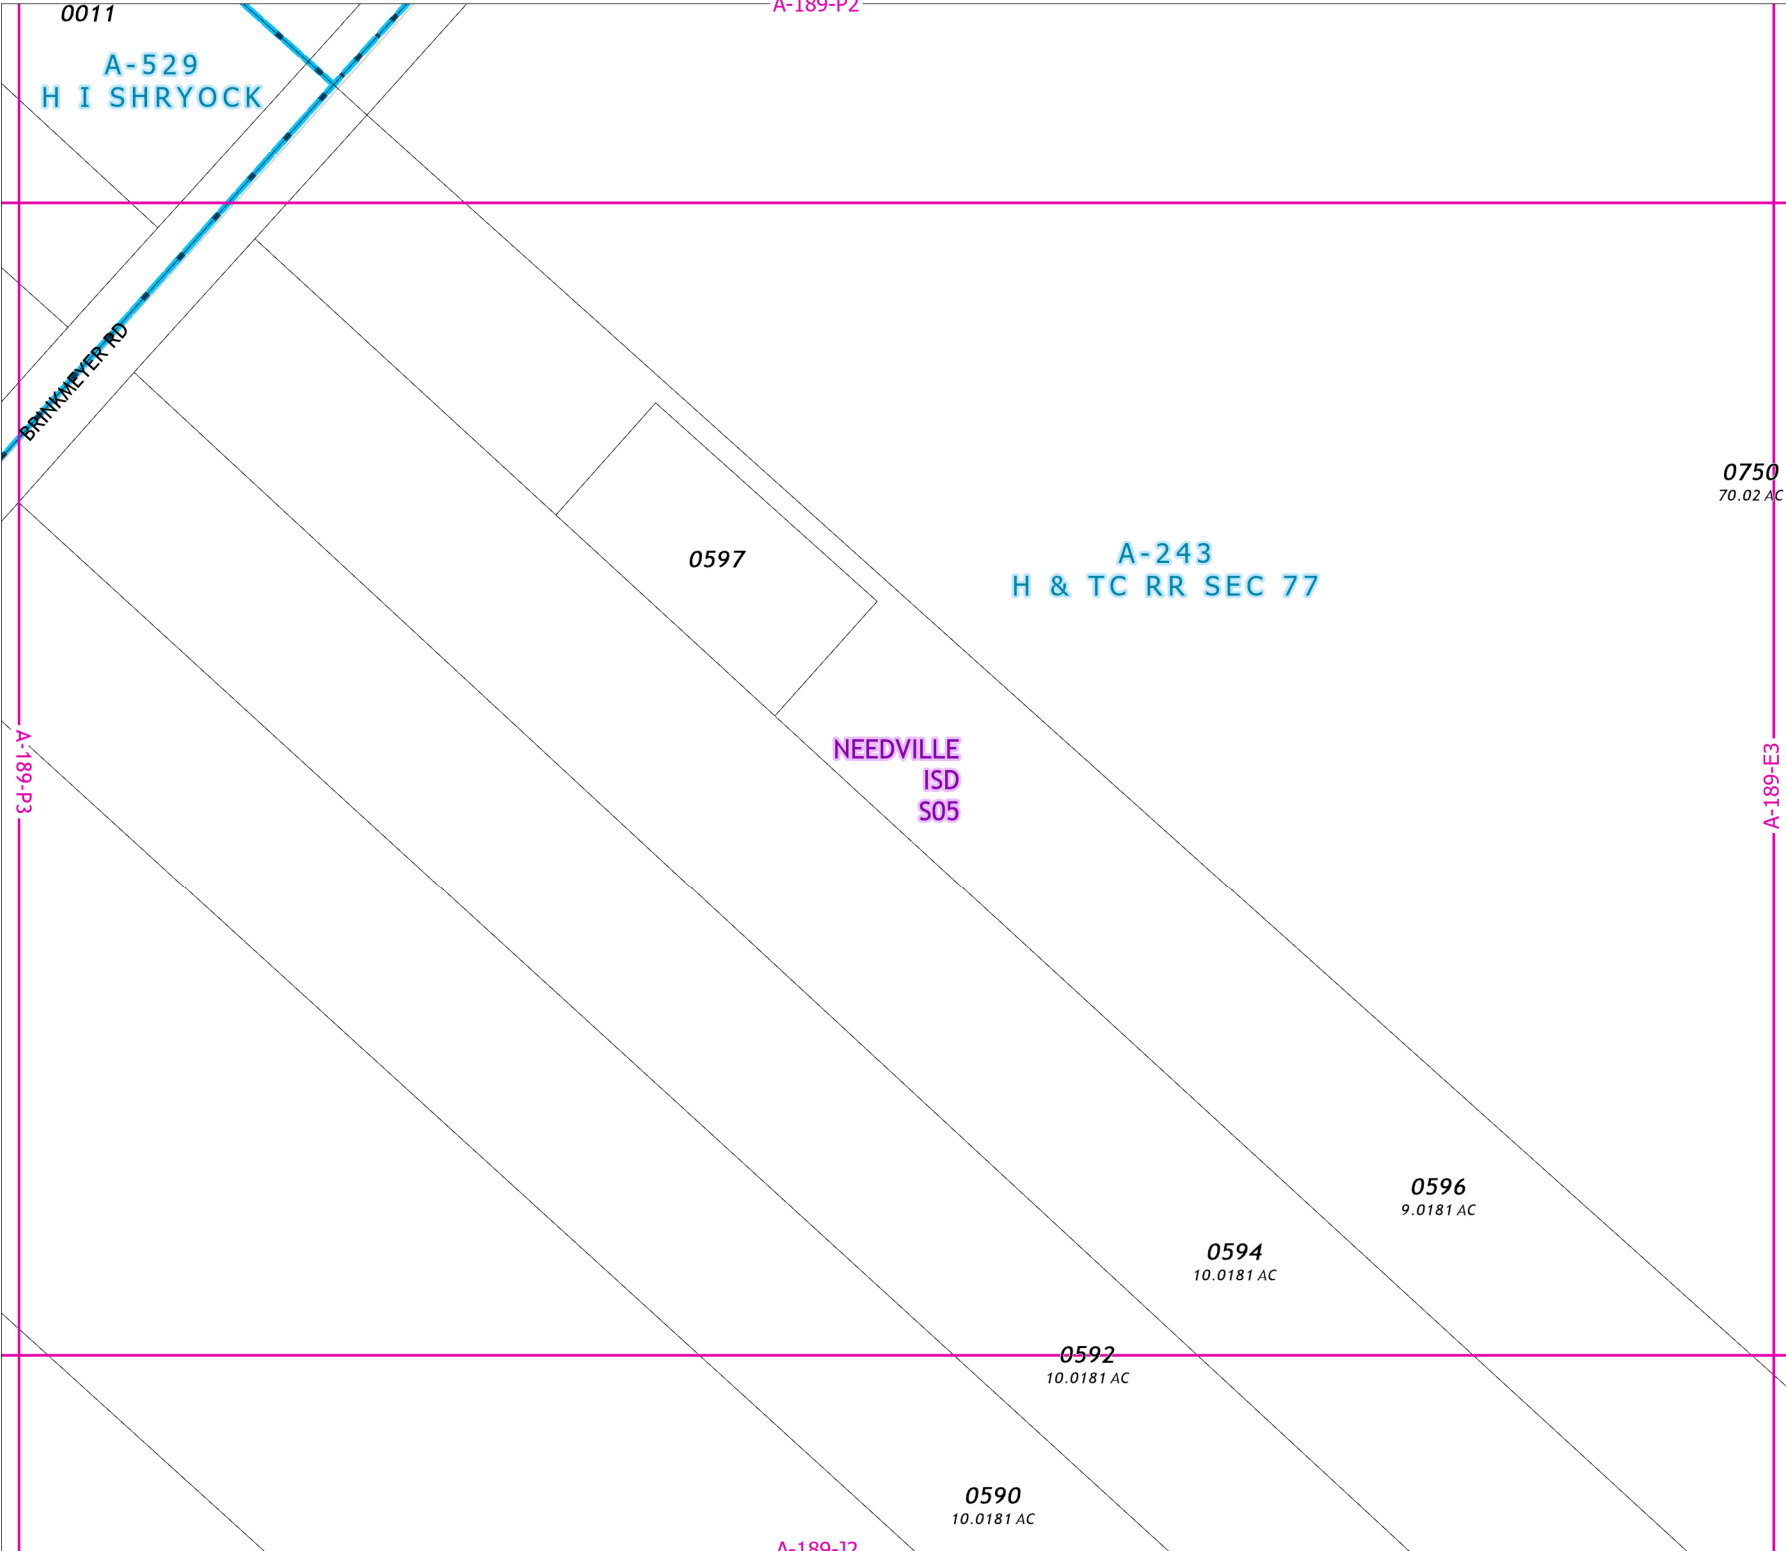 A-189-P2
0011
A-529
H I SHRYOCK
BRINKMEYER RD
0750
70.02 AC
0597
A-243
H & TC RR SEC 77
NEEDVILLE
ISD
S05
A-189-P3
A-189-E3
0596
9.0181 AC
0594
10.0181 AC
0592
10.0181 AC
0590
10.0181 AC
A-189-J2